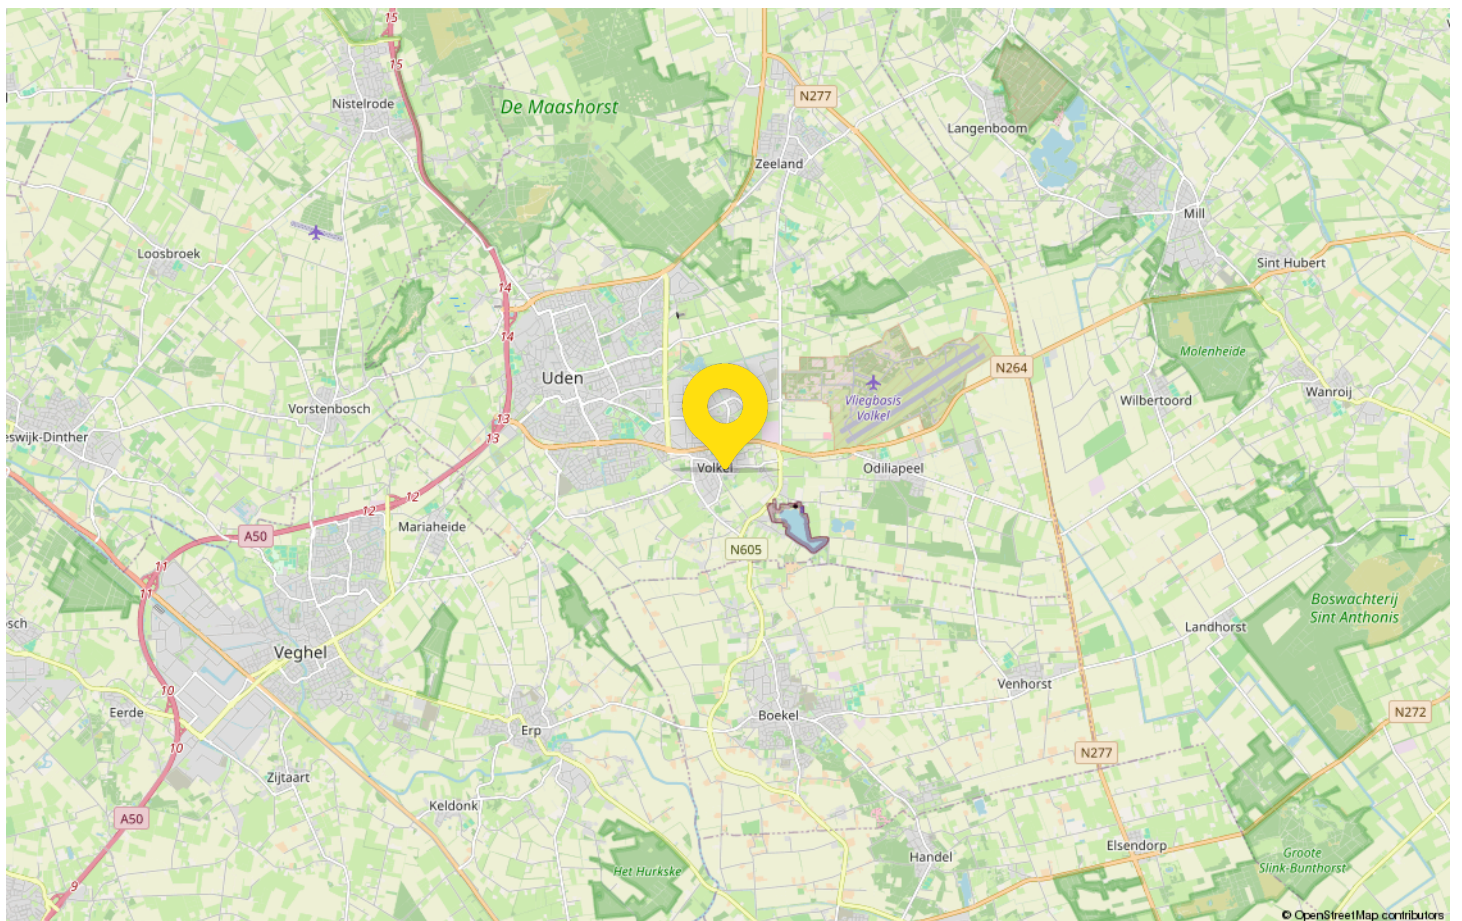 15
15
Nistelrode
De Maashorst
N277
Langenboom
Zeeland
Mill
Loosbroek
Sint Hubert
14
14
Molenheide
N264
Uden
Vliegbasis
Volkel
Wanroij
Wilbertoord
Vorstenbosch
13
13
eswijk-Dinther
Volkel
Odiliapeel
12
12
Mariaheide
A50
N605
11
11
Boswachterij
Sint Anthonis
sch
Landhorst
Veghel
Venhorst
10
Eerde
Boekel
N272
Erp
10
N277
Zijtaart
Keldonk
A50
Elsendorp
Handel
Groote
Slink-Bunthorst
Het Hurkske
9
© OpenStreetMap contributors